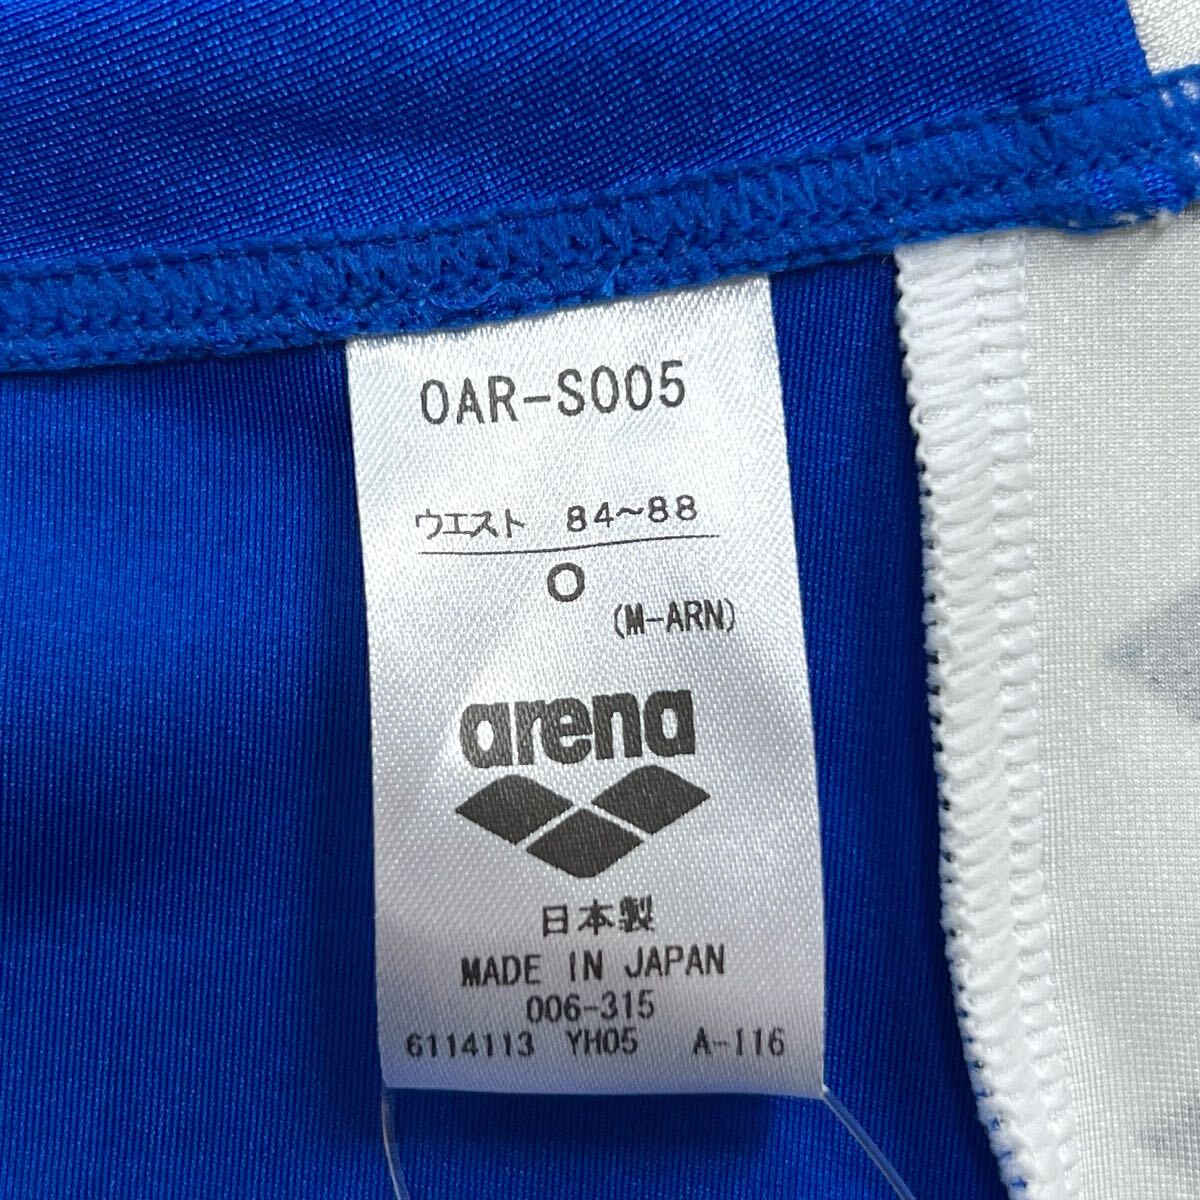 OAR-S005
ウエスト 84~88
O
(M-ARN)
arena
日本製
MADE IN JAPAN
006-315
6114113 YH05 A-116